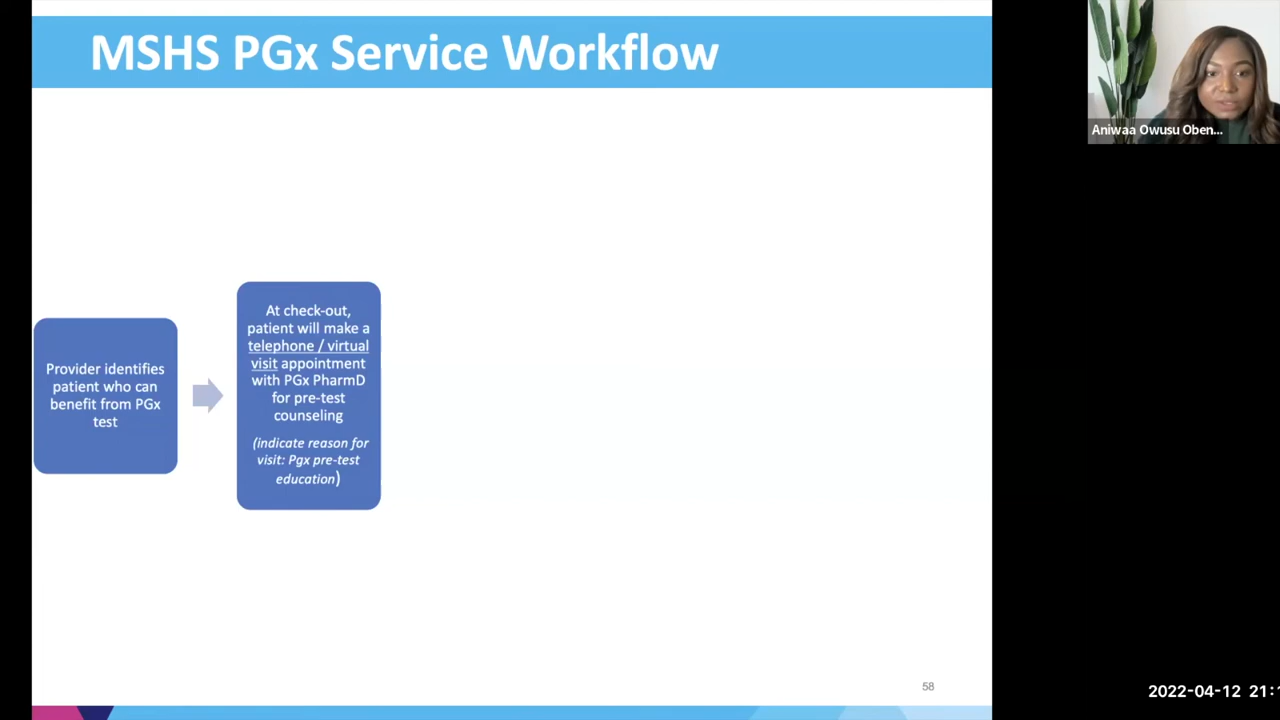 MSHS PGx Service Workflow
Aniwaa Owusu Oben...
Provider identifies
patient who can
benefit from PGx
test
At check-out,
patient will make a
telephone / virtual
visit appointment
with PGx PharmD
for pre-test
counseling
(indicate reason for
visit: Pgx pre-test
education)
58
2022-04-12 21: